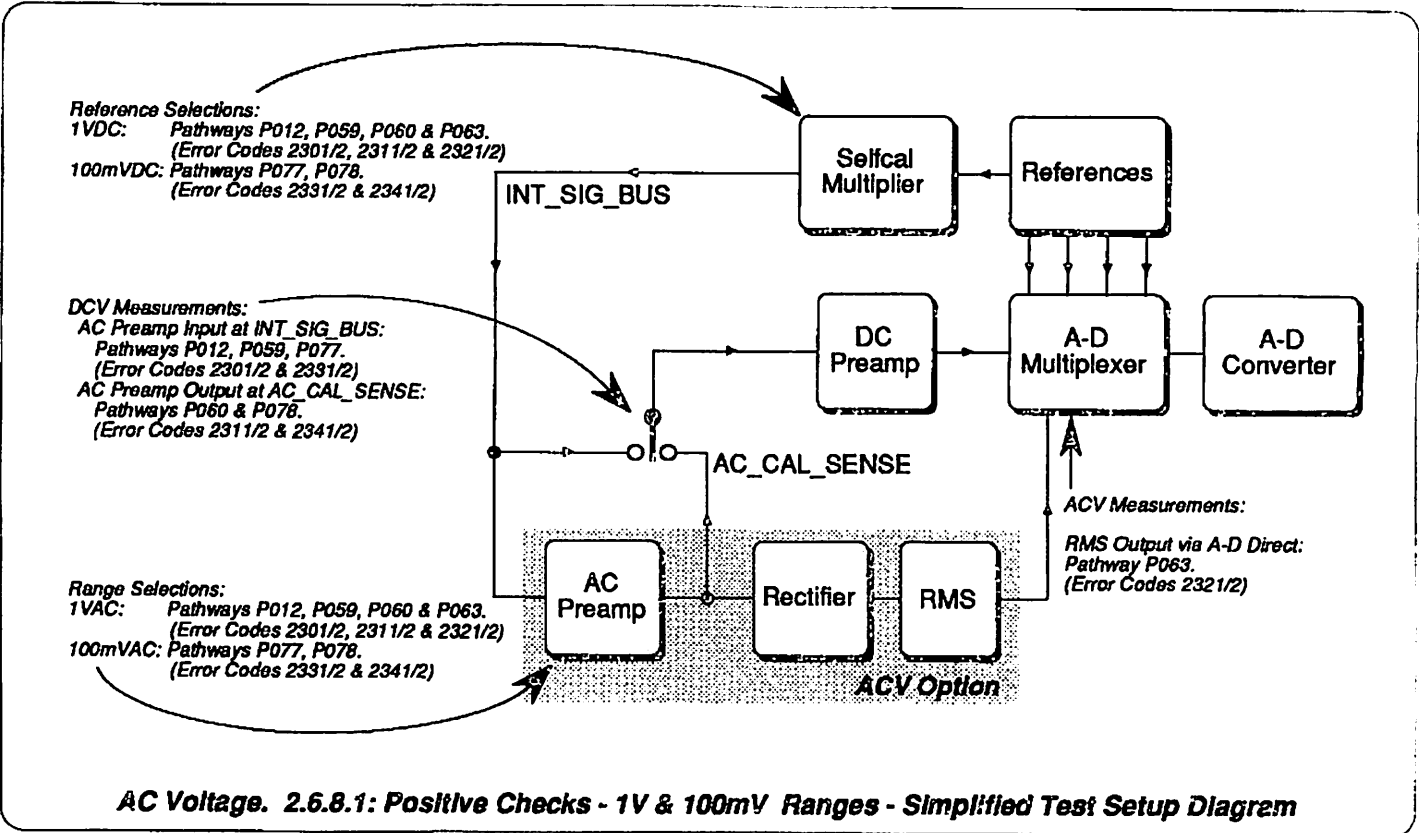 Reference Selections:
1VDC: Pathways P012, P059, P060 & P063.
(Error Codes 2301/2, 2311/2 & 2321/2)
100mVDC: Pathways P077, P078.
(Error Codes 2331/2 & 2341/2)
Selfcal
Multiplier
References
INT_SIG_BUS
DCV Measurements:
AC Preamp Input at INT_SIG_BUS:
Pathways P012, P059, P077.
(Error Codes 2301/2 & 2331/2)
AC Preamp Output at AC_CAL_SENSE:
Pathways P060 & P078.
(Error Codes 2311/2 & 2341/2)
DC
Preamp
A-D
Multiplexer
A-D
Converter
AC_CAL_SENSE
ACV Measurements:
RMS Output via A-D Direct:
Pathway P063.
(Error Codes 2321/2)
Range Selections:
1VAC: Pathways P012, P059, P060 & P063.
(Error Codes 2301/2, 2311/2 & 2321/2)
100mVAC: Pathways P077, P078.
(Error Codes 2331/2 & 2341/2)
AC
Preamp
Rectifier
RMS
ACV Option
AC Voltage. 2.6.8.1: Positive Checks - 1V & 100mV Ranges - Simplified Test Setup Diagram